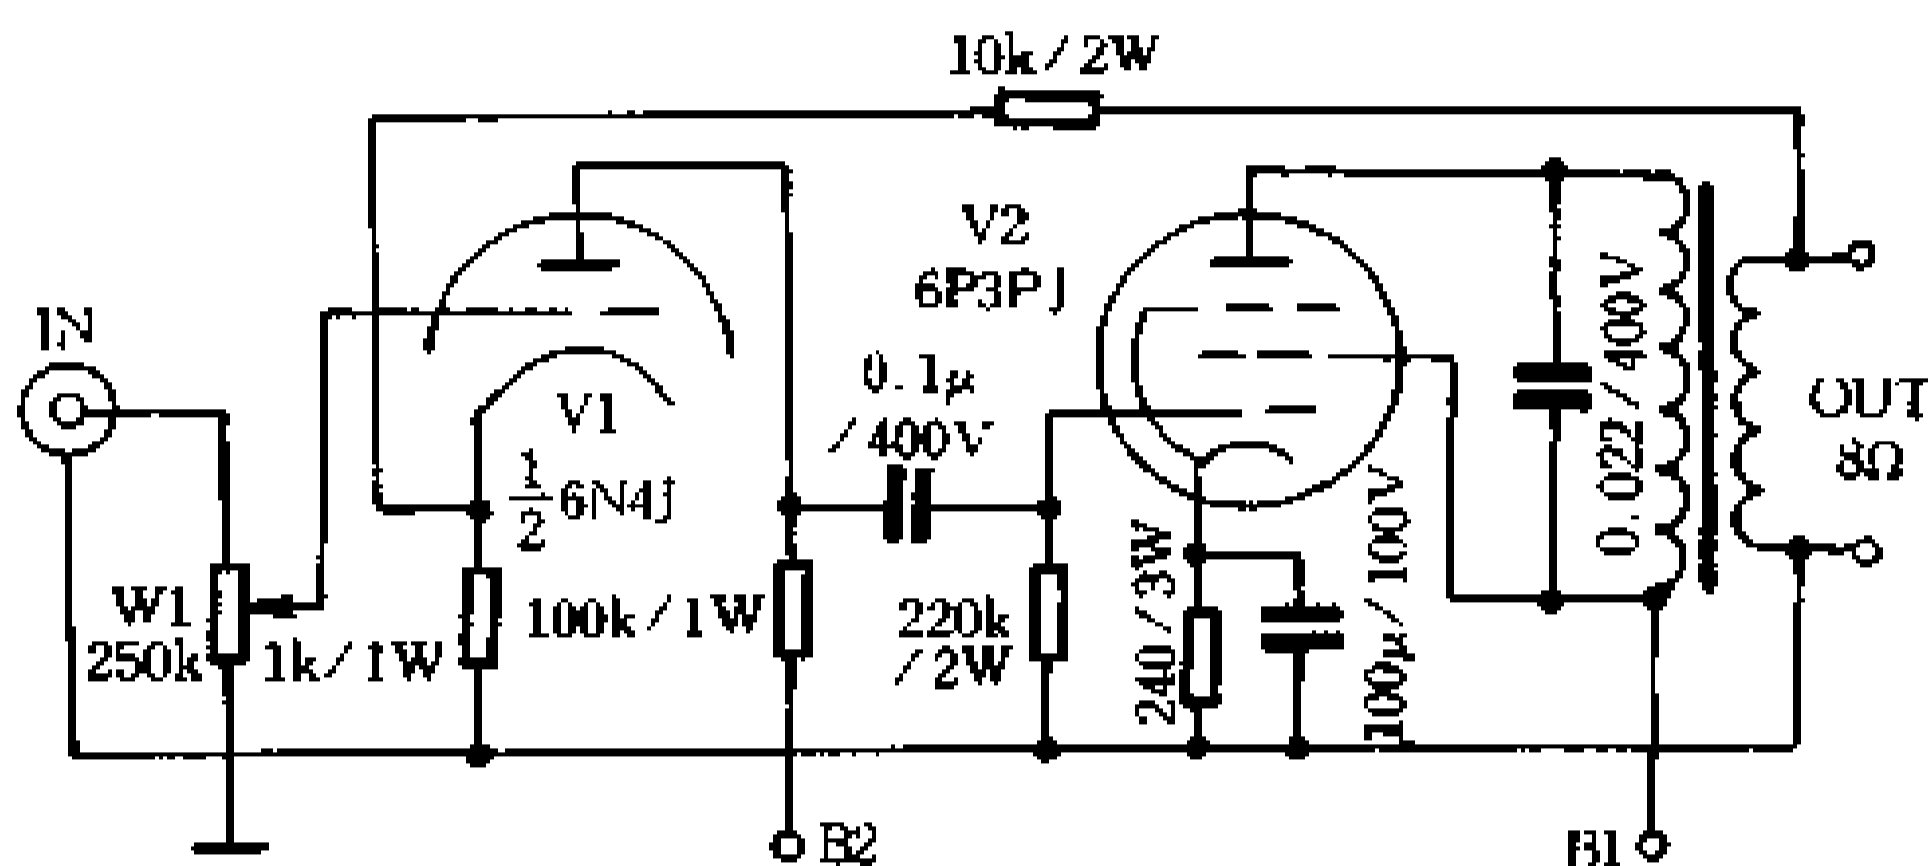 10k/2W
V2
6P3PJ
IN
0.1μ
/400V
V1
1/2 6N4J
0.022/400V
OUT
8Ω
W1
250k
1k/1W
100k/1W
220k
/2W
240/3W
100μ/100V
B2
B1